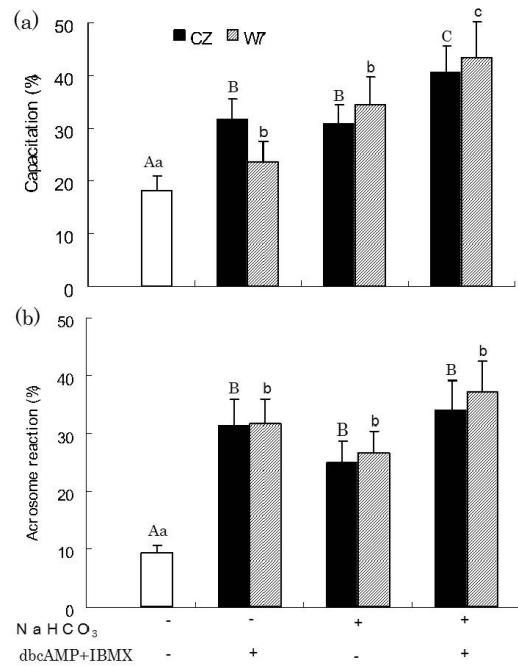 (a)
CZ W7
Capacitation (%)
50
40
30
20
10
0
Aa
B
b
B
b
C
c
(b)
Acrosome reaction (%)
50
40
30
20
10
0
Aa
B
b
B
b
B
b
NaHCO₃ - - + +
dbcAMP+IBMX - + - +